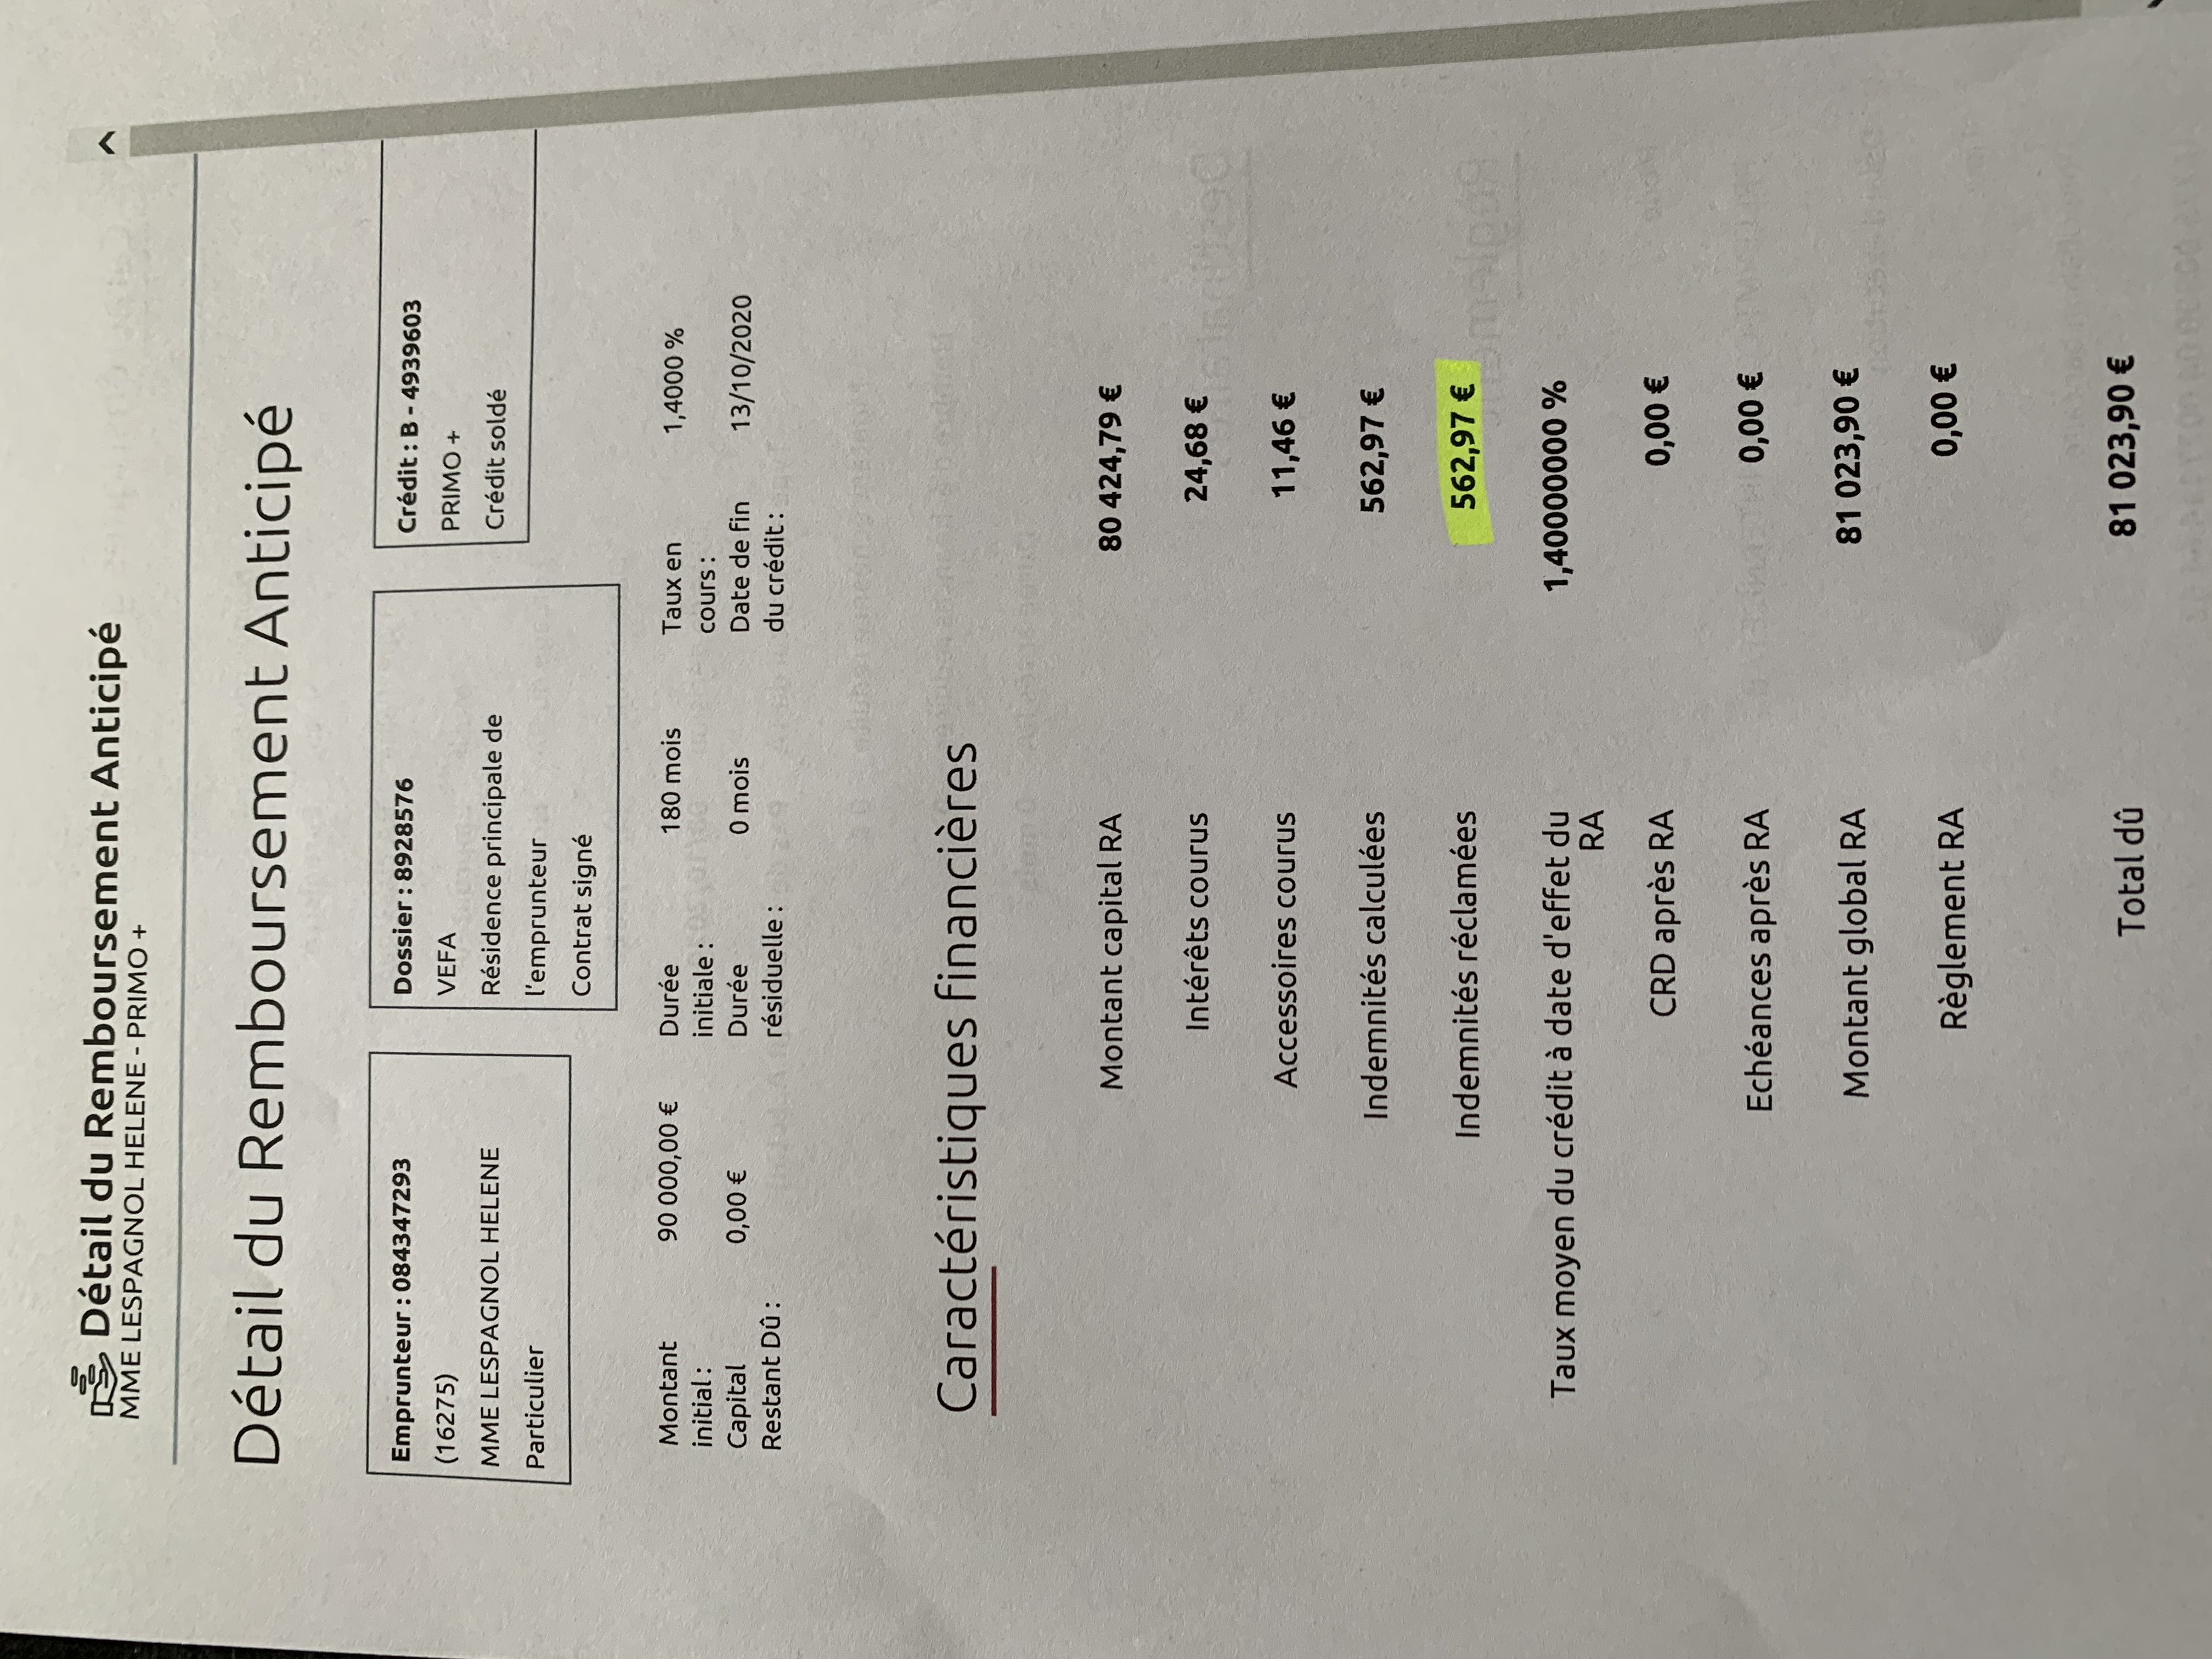 Détail du Remboursement Anticipé
MME LESPAGNOL HELENE - PRIMO +
Détail du Remboursement Anticipé
Emprunteur : 084347293
(16275)
MME LESPAGNOL HELENE
Particulier
Dossier : 8928576
VEFA
Résidence principale de
l'emprunteur
Contrat signé
Crédit : B - 4939603
PRIMO +
Crédit soldé
Montant initial : 90 000,00 €
Durée initiale : 180 mois
Taux en cours : 1,4000 %
Capital Restant Dû : 0,00 €
Durée résiduelle : 0 mois
Date de fin du crédit : 13/10/2020
Caractéristiques financières
Montant capital RA 80 424,79 €
Intérêts courus 24,68 €
Accessoires courus 11,46 €
Indemnités calculées 562,97 €
Indemnités réclamées 562,97 €
Taux moyen du crédit à date d'effet du RA 1,40000000 %
CRD après RA 0,00 €
Echéances après RA 0,00 €
Montant global RA 81 023,90 €
Règlement RA 0,00 €
Total dû 81 023,90 €